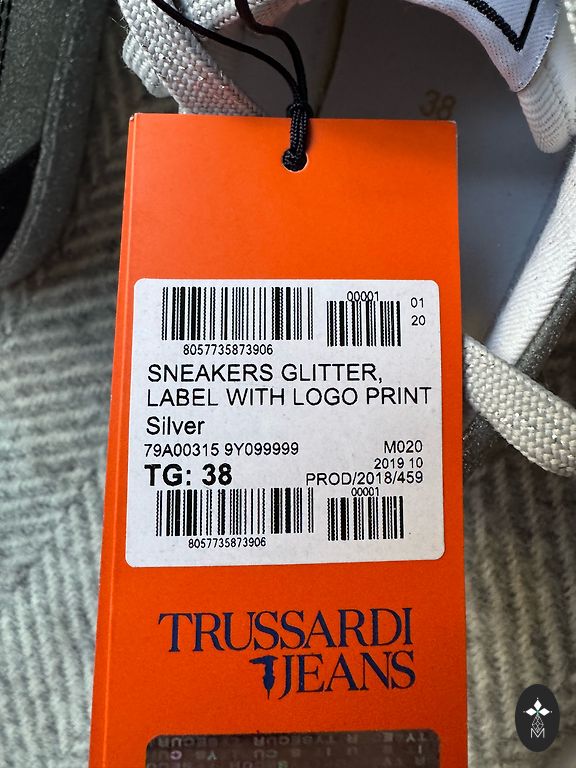 38
00001
01
20
8057735873906
SNEAKERS GLITTER,
LABEL WITH LOGO PRINT
Silver
79A00315 9Y099999
M020
2019 10
TG: 38
PROD/2018/459
00001
8057735873906
TRUSSARDI
JEANS